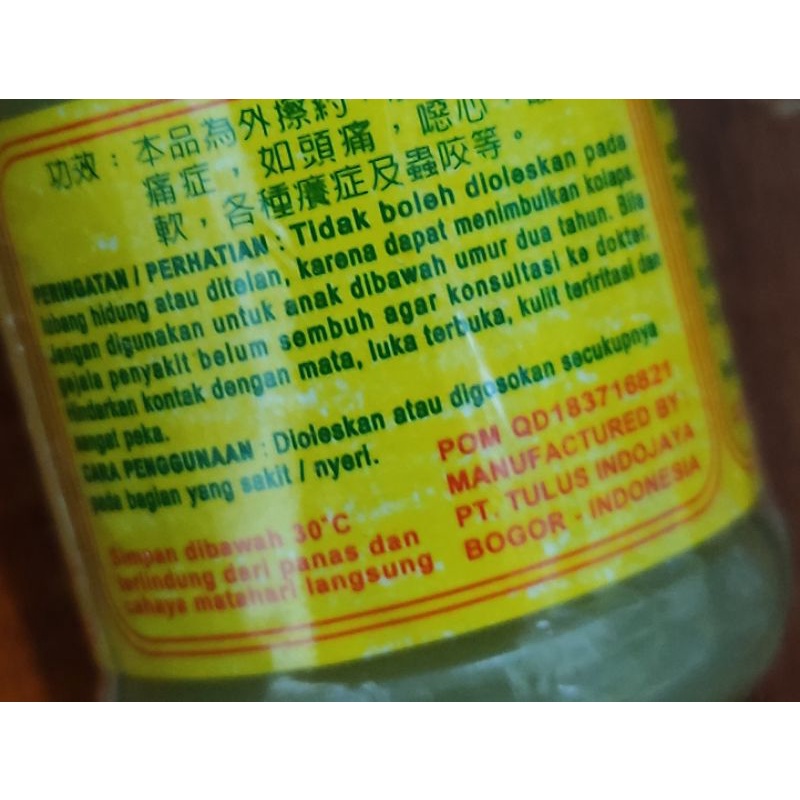 功效：本品為外擦葯，
痛症，如頭痛，噁心，
軟，各種癢症及蟲咬等。
PERINGATAN / PERHATIAN : Tidak boleh dioleskan pada
lubang hidung atau ditelan, karena dapat menimbulkan kolaps.
Jangan digunakan untuk anak dibawah umur dua tahun. Bila
gejala penyakit belum sembuh agar konsultasi ke dokter.
Hindarkan kontak dengan mata, luka terbuka, kulit teriritasi dan
sangat peka.
CARA PENGGUNAAN : Dioleskan atau digosokan secukupnya
pada bagian yang sakit / nyeri.
Simpan dibawah 30°C
terlindung dari panas dan
cahaya matahari langsung
POM QD183716821
MANUFACTURED BY
PT. TULUS INDOJAYA
BOGOR - INDONESIA